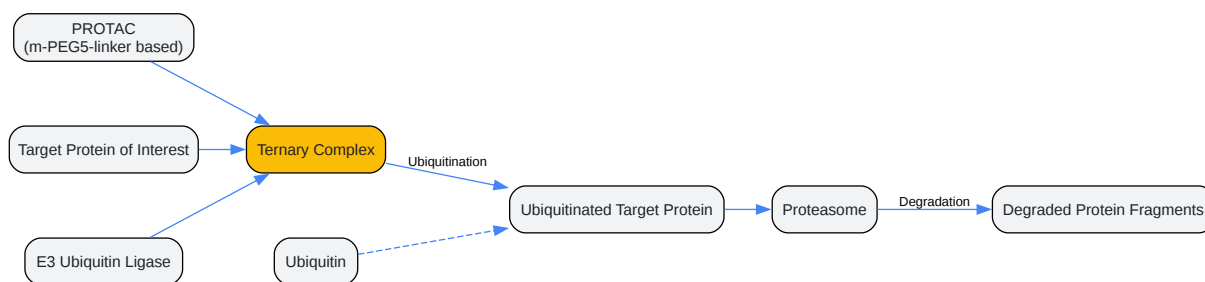 PROTAC
(m-PEG5-linker based)
Target Protein of Interest
Ternary Complex
Ubiquitination
E3 Ubiquitin Ligase
Ubiquitin
Ubiquitinated Target Protein
Proteasome
Degradation
Degraded Protein Fragments